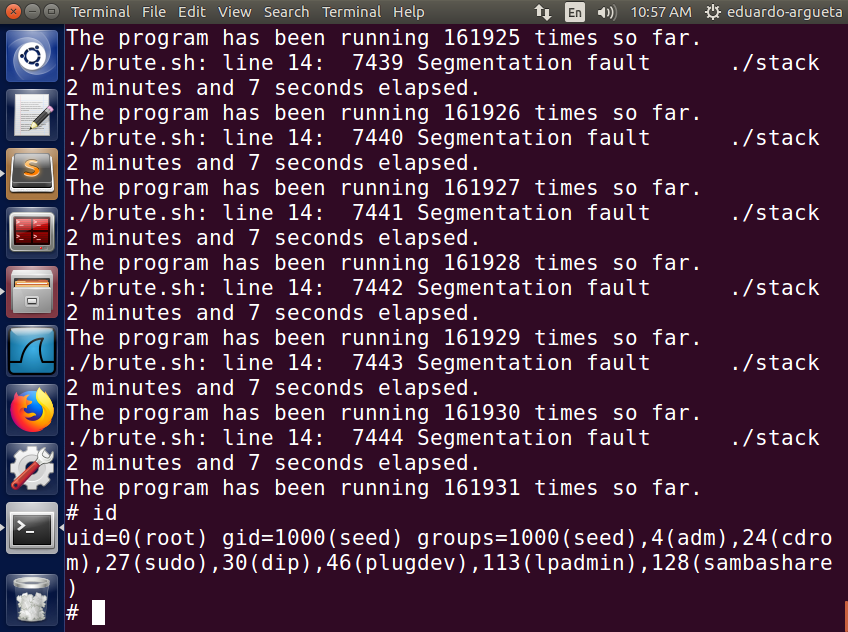 Terminal File Edit View Search Terminal Help En 10:57 AM eduardo-argueta
The program has been running 161925 times so far.
./brute.sh: line 14:  7439 Segmentation fault      ./stack
2 minutes and 7 seconds elapsed.
The program has been running 161926 times so far.
./brute.sh: line 14:  7440 Segmentation fault      ./stack
2 minutes and 7 seconds elapsed.
The program has been running 161927 times so far.
./brute.sh: line 14:  7441 Segmentation fault      ./stack
2 minutes and 7 seconds elapsed.
The program has been running 161928 times so far.
./brute.sh: line 14:  7442 Segmentation fault      ./stack
2 minutes and 7 seconds elapsed.
The program has been running 161929 times so far.
./brute.sh: line 14:  7443 Segmentation fault      ./stack
2 minutes and 7 seconds elapsed.
The program has been running 161930 times so far.
./brute.sh: line 14:  7444 Segmentation fault      ./stack
2 minutes and 7 seconds elapsed.
The program has been running 161931 times so far.
# id
uid=0(root) gid=1000(seed) groups=1000(seed),4(adm),24(cdro
m),27(sudo),30(dip),46(plugdev),113(lpadmin),128(sambashare
)
#